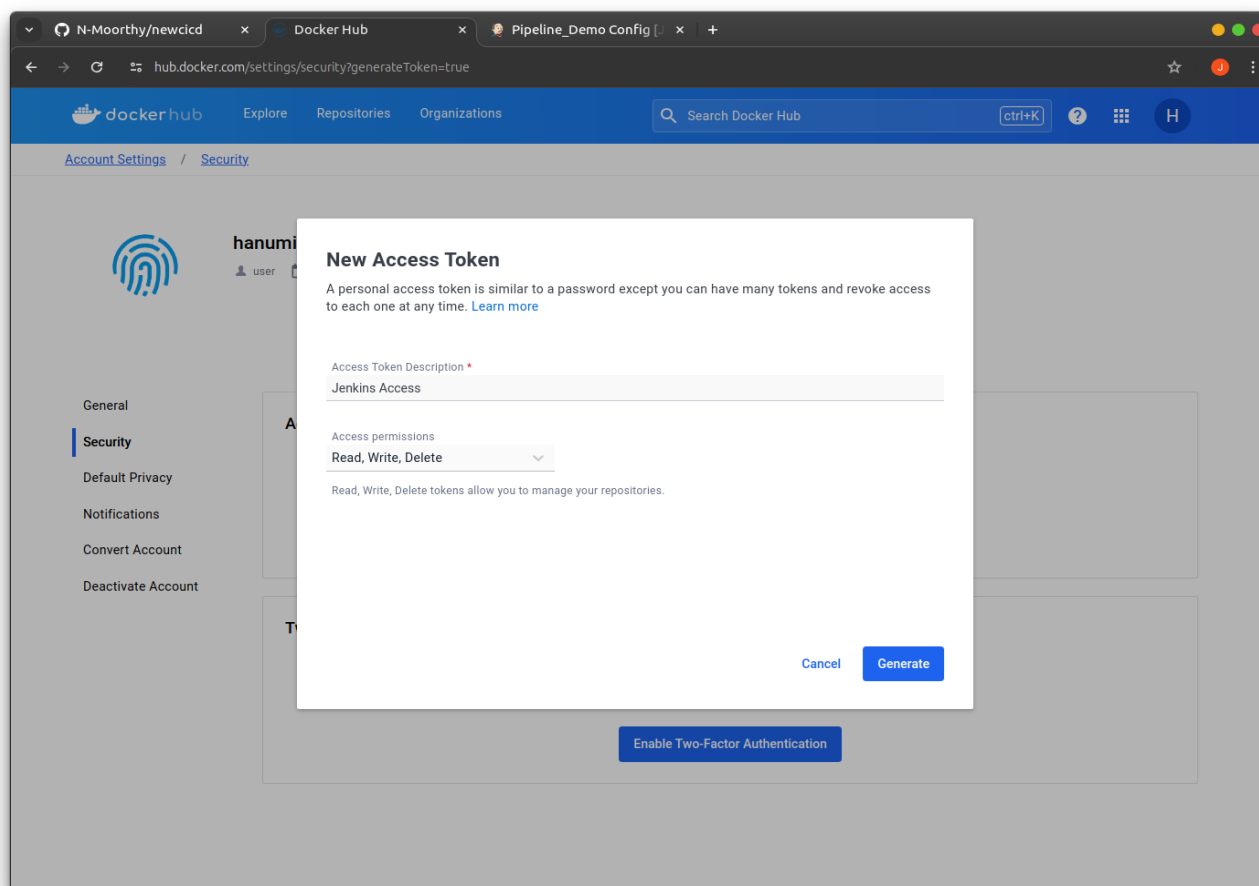 N-Moorthy/newcicd
Docker Hub
Pipeline_Demo Config [J
hub.docker.com/settings/security?generateToken=true
J
dockerhub
Explore
Repositories
Organizations
Search Docker Hub
ctrl+K
?
H
Account Settings / Security
hanumi
user
New Access Token
A personal access token is similar to a password except you can have many tokens and revoke access
to each one at any time. Learn more
Access Token Description *
Jenkins Access
Access permissions
Read, Write, Delete
Read, Write, Delete tokens allow you to manage your repositories.
Cancel
Generate
General
Security
Default Privacy
Notifications
Convert Account
Deactivate Account
Enable Two-Factor Authentication